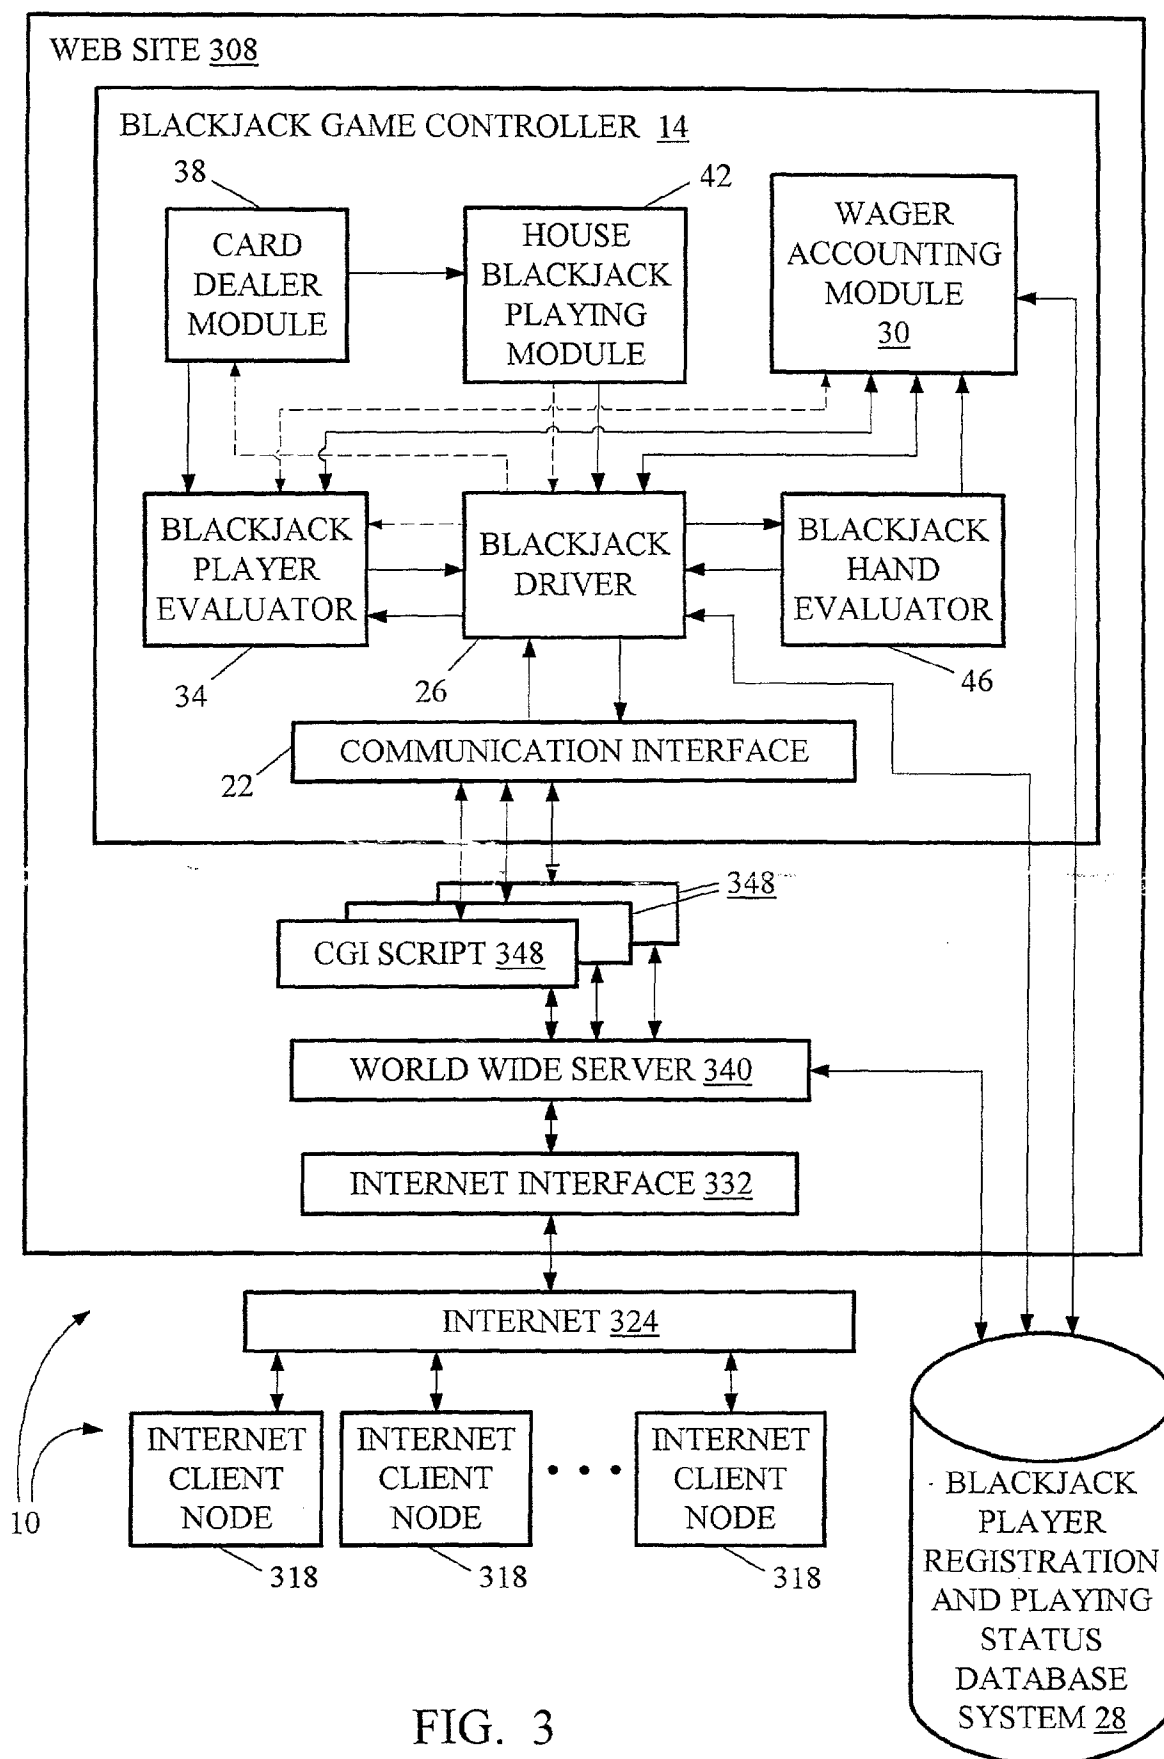 WEB SITE 308
BLACKJACK GAME CONTROLLER 14
38
42
CARD
DEALER
MODULE
HOUSE
BLACKJACK
PLAYING
MODULE
WAGER
ACCOUNTING
MODULE
30
BLACKJACK
PLAYER
EVALUATOR
BLACKJACK
DRIVER
BLACKJACK
HAND
EVALUATOR
34
26
46
COMMUNICATION INTERFACE
22
348
CGI SCRIPT 348
WORLD WIDE SERVER 340
INTERNET INTERFACE 332
INTERNET 324
INTERNET
CLIENT
NODE
INTERNET
CLIENT
NODE
INTERNET
CLIENT
NODE
10
318
318
318
BLACKJACK
PLAYER
REGISTRATION
AND PLAYING
STATUS
DATABASE
SYSTEM 28
FIG. 3